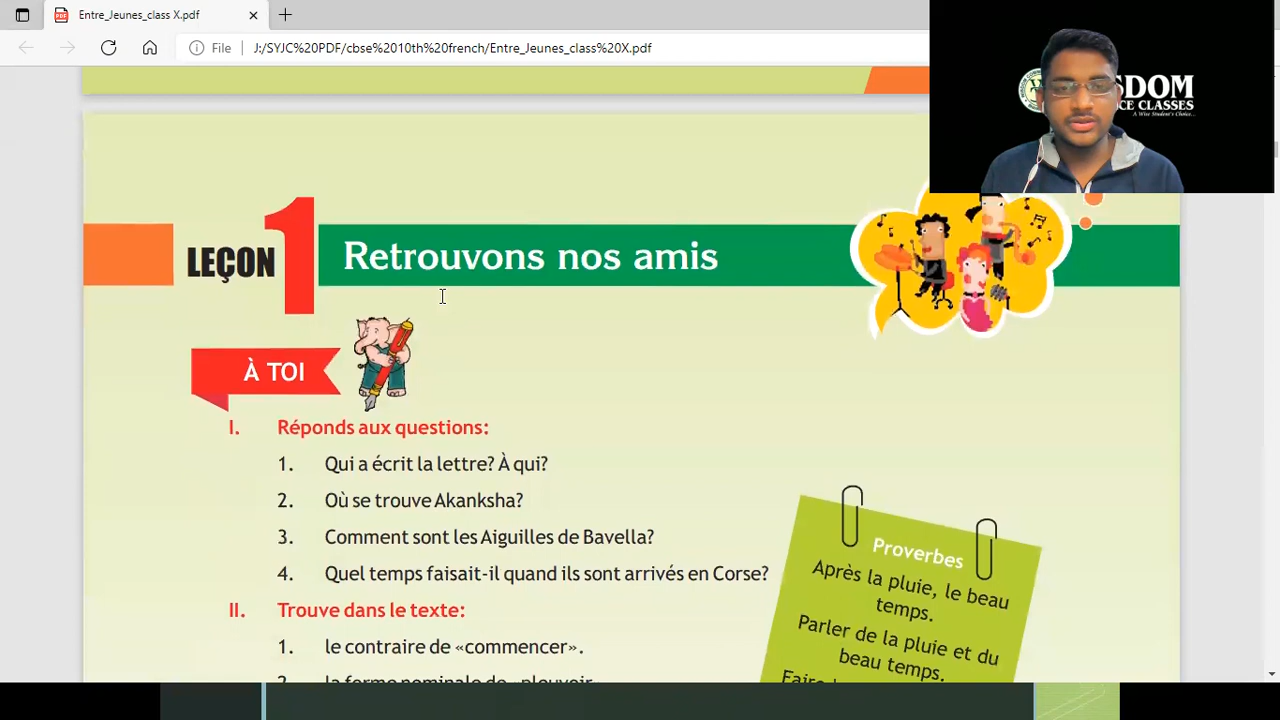 Entre_Jeunes_class X.pdf
File
J:/SYJC%20PDF/cbse%2010th%20french/Entre_Jeunes_class%20X.pdf
A Wise Student's Choice...
LEÇON 1
Retrouvons nos amis
À TOI
I. Réponds aux questions:
1. Qui a écrit la lettre? À qui?
2. Où se trouve Akanksha?
3. Comment sont les Aiguilles de Bavella?
4. Quel temps faisait-il quand ils sont arrivés en Corse?
II. Trouve dans le texte:
1. le contraire de «commencer».
Proverbes
Après la pluie, le beau
temps.
Parler de la pluie et du
beau temps.